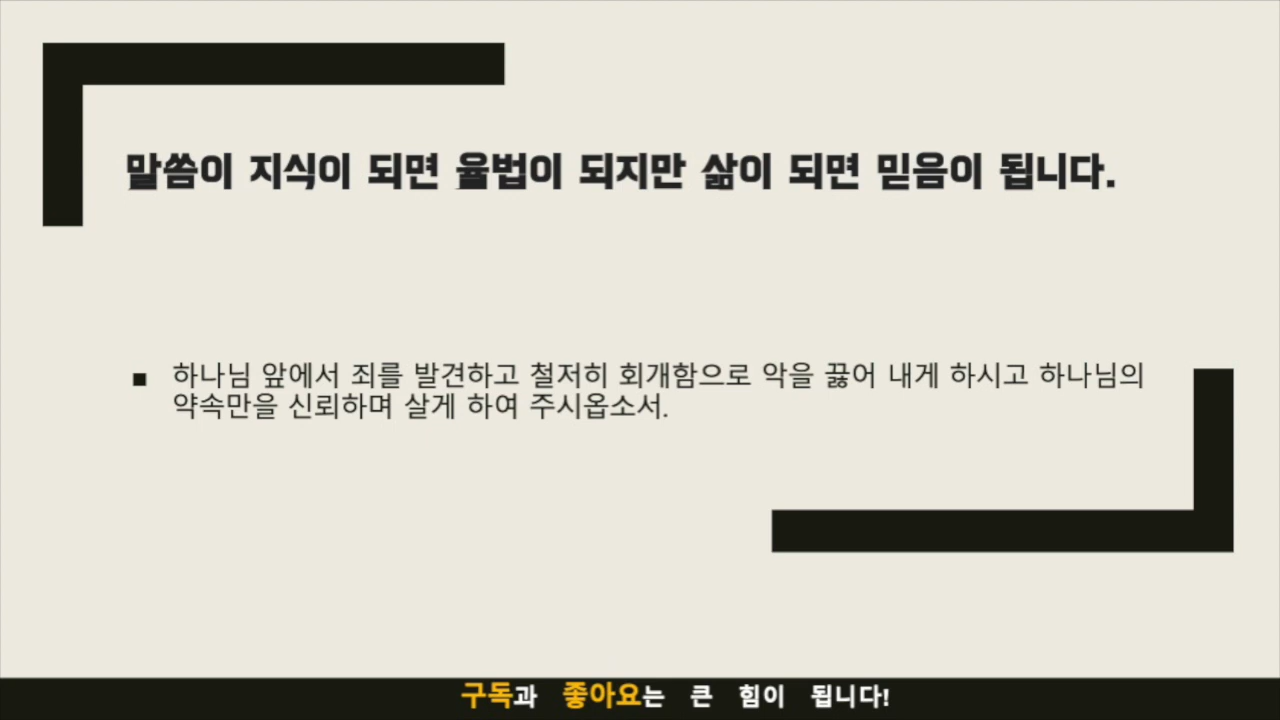 말씀이 지식이 되면 율법이 되지만 삶이 되면 믿음이 됩니다.
▪ 하나님 앞에서 죄를 발견하고 철저히 회개함으로 악을 끓어 내게 하시고 하나님의
약속만을 신뢰하며 살게 하여 주시옵소서.
구독과 좋아요는 큰 힘이 됩니다!